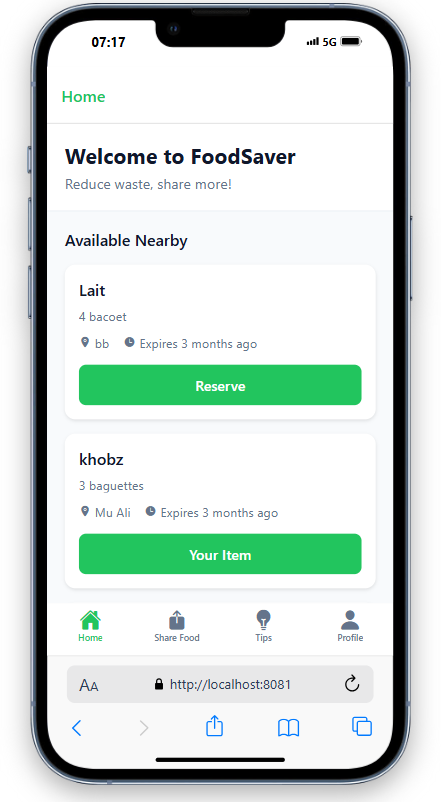 07:17
5G
Home
Welcome to FoodSaver
Reduce waste, share more!
Available Nearby
Lait
4 bacoet
bb Expires 3 months ago
Reserve
khobz
3 baguettes
Mu Ali Expires 3 months ago
Your Item
Home Share Food Tips Profile
AA http://localhost:8081